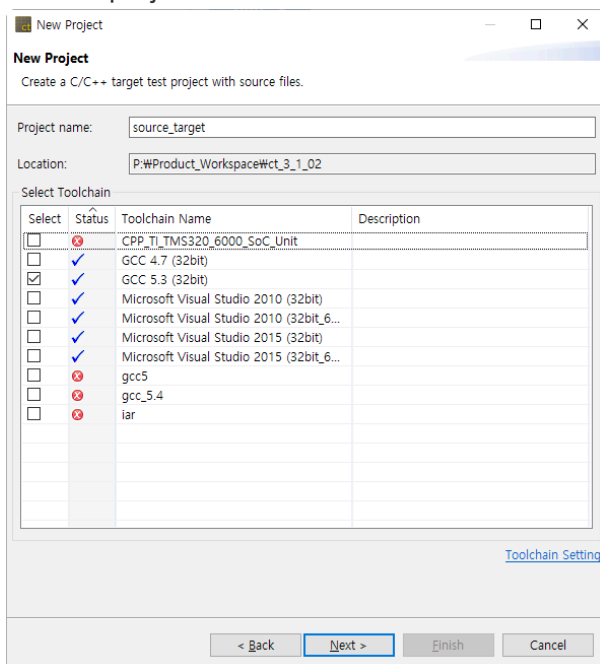 New Project
New Project
Create a C/C++ target test project with source files.
Project name: source_target
Location: P:₩Product_Workspace₩ct_3_1_02
Select Toolchain
Select Status Toolchain Name Description
CPP_TI_TMS320_6000_SoC_Unit
GCC 4.7 (32bit)
GCC 5.3 (32bit)
Microsoft Visual Studio 2010 (32bit)
Microsoft Visual Studio 2010 (32bit_6...
Microsoft Visual Studio 2015 (32bit)
Microsoft Visual Studio 2015 (32bit_6...
gcc5
gcc_5.4
iar
Toolchain Setting
< Back Next > Finish Cancel